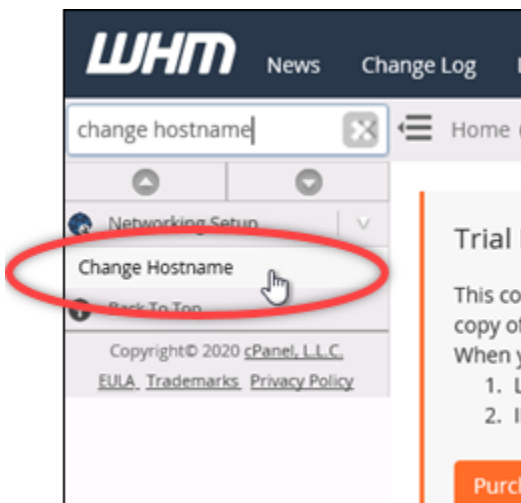 WHM News Change Log
change hostname
Home
Networking Setup
Change Hostname
Back To Top
Copyright© 2020 cPanel, L.L.C.
EULA Trademarks Privacy Policy
Trial
This co
copy of
When y
1. L
2. I
Purch